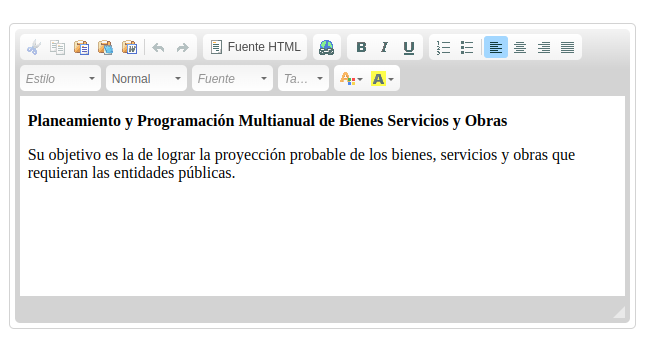 Fuente HTML B I U
Estilo Normal Fuente Ta... A A
Planeamiento y Programación Multianual de Bienes Servicios y Obras
Su objetivo es la de lograr la proyección probable de los bienes, servicios y obras que
requieran las entidades públicas.